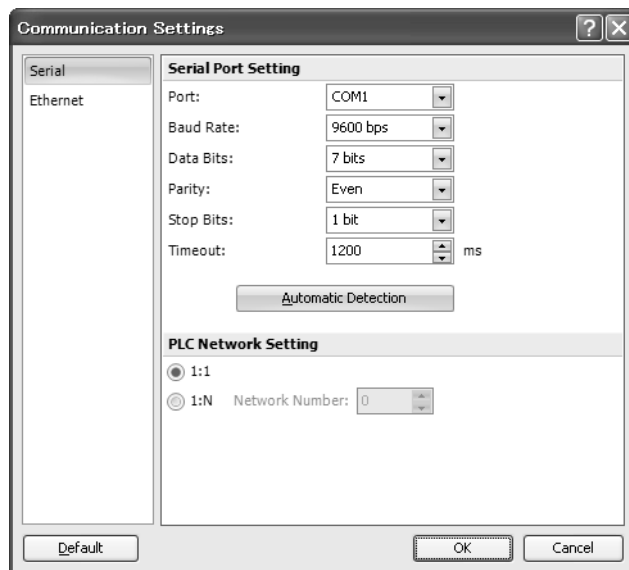 Communication Settings
Serial
Ethernet
Serial Port Setting
Port: COM1
Baud Rate: 9600 bps
Data Bits: 7 bits
Parity: Even
Stop Bits: 1 bit
Timeout: 1200 ms
Automatic Detection
PLC Network Setting
1:1
1:N Network Number: 0
Default OK Cancel